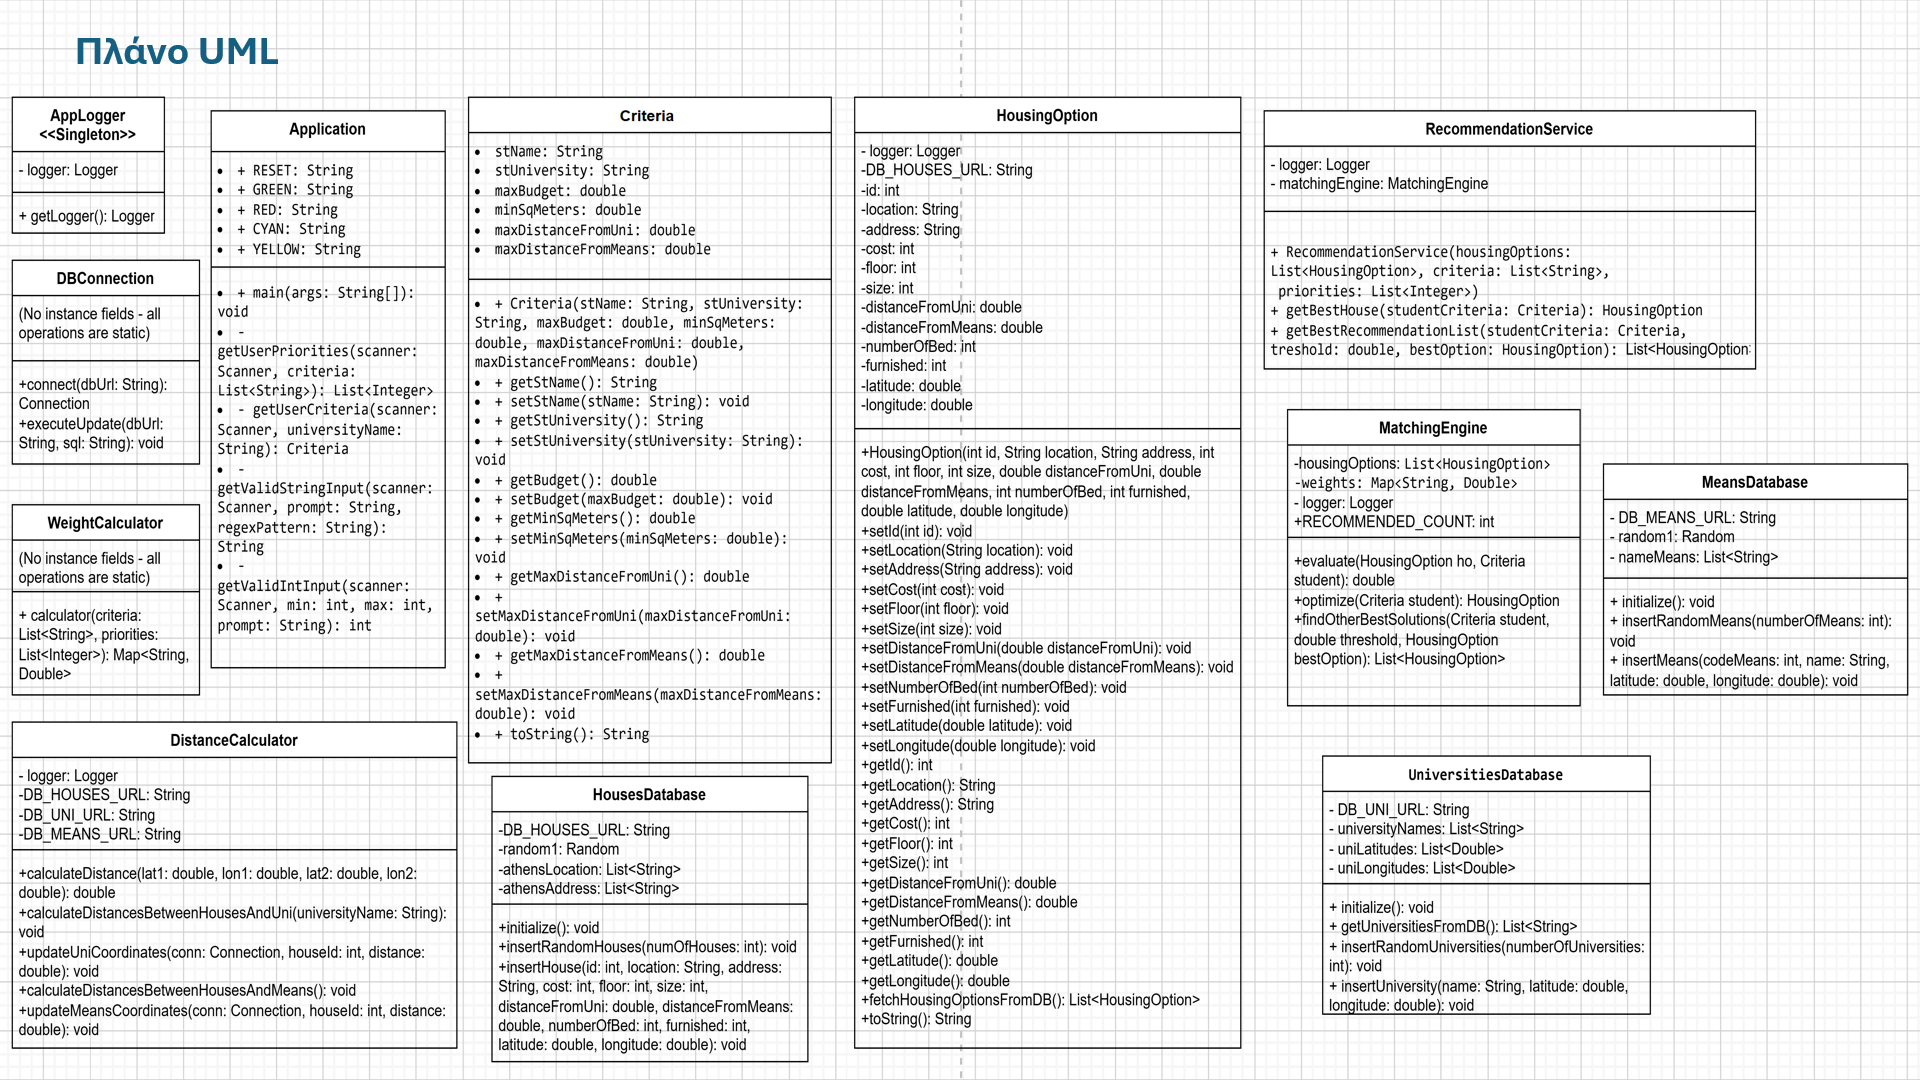 Πλάνο UML
AppLogger
<<Singleton>>
- logger: Logger
+ getLogger(): Logger
DBConnection
(No instance fields - all
operations are static)
+connect(dbUrl: String):
Connection
+executeUpdate(dbUrl:
String, sql: String): void
WeightCalculator
(No instance fields - all
operations are static)
+ calculator(criteria:
List<String>, priorities:
List<Integer>): Map<String,
Double>
Application
• + RESET: String
• + GREEN: String
• + RED: String
• + CYAN: String
• + YELLOW: String
• + main(args: String[]):
void
• -
getUserPriorities(scanner:
Scanner, criteria:
List<String>): List<Integer>
• - getUserCriteria(scanner:
Scanner, universityName:
String): Criteria
• -
getValidStringInput(scanner:
Scanner, prompt: String,
regexPattern: String):
String
• -
getValidIntInput(scanner:
Scanner, min: int, max: int,
prompt: String): int
DistanceCalculator
- logger: Logger
-DB_HOUSES_URL: String
-DB_UNI_URL: String
-DB_MEANS_URL: String
+calculateDistance(lat1: double, lon1: double, lat2: double, lon2:
double): double
+calculateDistancesBetweenHousesAndUni(universityName: String):
void
+updateUniCoordinates(conn: Connection, houseId: int, distance:
double): void
+calculateDistancesBetweenHousesAndMeans(): void
+updateMeansCoordinates(conn: Connection, houseId: int, distance:
double): void
Criteria
• stName: String
• stUniversity: String
• maxBudget: double
• minSqMeters: double
• maxDistanceFromUni: double
• maxDistanceFromMeans: double
• + Criteria(stName: String, stUniversity:
String, maxBudget: double, minSqMeters:
double, maxDistanceFromUni: double,
maxDistanceFromMeans: double)
• + getStName(): String
• + setStName(stName: String): void
• + getStUniversity(): String
• + setStUniversity(stUniversity: String):
void
• + getBudget(): double
• + setBudget(maxBudget: double): void
• + getMinSqMeters(): double
• + setMinSqMeters(minSqMeters: double):
void
• + getMaxDistanceFromUni(): double
• +
setMaxDistanceFromUni(maxDistanceFromUni:
double): void
• + getMaxDistanceFromMeans(): double
• +
setMaxDistanceFromMeans(maxDistanceFromMeans:
double): void
• + toString(): String
HousesDatabase
-DB_HOUSES_URL: String
-random1: Random
-athensLocation: List<String>
-athensAddress: List<String>
+initialize(): void
+insertRandomHouses(numOfHouses: int): void
+insertHouse(id: int, location: String, address:
String, cost: int, floor: int, size: int,
distanceFromUni: double, distanceFromMeans:
double, numberOfBed: int, furnished: int,
latitude: double, longitude: double): void
HousingOption
- logger: Logger
-DB_HOUSES_URL: String
-id: int
-location: String
-address: String
-cost: int
-floor: int
-size: int
-distanceFromUni: double
-distanceFromMeans: double
-numberOfBed: int
-furnished: int
-latitude: double
-longitude: double
+HousingOption(int id, String location, String address, int
cost, int floor, int size, double distanceFromUni, double
distanceFromMeans, int numberOfBed, int furnished,
double latitude, double longitude)
+setId(int id): void
+setLocation(String location): void
+setAddress(String address): void
+setCost(int cost): void
+setFloor(int floor): void
+setSize(int size): void
+setDistanceFromUni(double distanceFromUni): void
+setDistanceFromMeans(double distanceFromMeans): void
+setNumberOfBed(int numberOfBed): void
+setFurnished(int furnished): void
+setLatitude(double latitude): void
+setLongitude(double longitude): void
+getId(): int
+getLocation(): String
+getAddress(): String
+getCost(): int
+getFloor(): int
+getSize(): int
+getDistanceFromUni(): double
+getDistanceFromMeans(): double
+getNumberOfBed(): int
+getFurnished(): int
+getLatitude(): double
+getLongitude(): double
+fetchHousingOptionsFromDB(): List<HousingOption>
+toString(): String
RecommendationService
- logger: Logger
- matchingEngine: MatchingEngine
+ RecommendationService(housingOptions:
List<HousingOption>, criteria: List<String>,
priorities: List<Integer>)
+ getBestHouse(studentCriteria: Criteria): HousingOption
+ getBestRecommendationList(studentCriteria: Criteria,
treshold: double, bestOption: HousingOption): List<HousingOption
MatchingEngine
-housingOptions: List<HousingOption>
-weights: Map<String, Double>
- logger: Logger
+RECOMMENDED_COUNT: int
+evaluate(HousingOption ho, Criteria
student): double
+optimize(Criteria student): HousingOption
+findOtherBestSolutions(Criteria student,
double threshold, HousingOption
bestOption): List<HousingOption>
MeansDatabase
- DB_MEANS_URL: String
- random1: Random
- nameMeans: List<String>
+ initialize(): void
+ insertRandomMeans(numberOfMeans: int):
void
+ insertMeans(codeMeans: int, name: String,
latitude: double, longitude: double): void
UniversitiesDatabase
- DB_UNI_URL: String
- universityNames: List<String>
- uniLatitudes: List<Double>
- uniLongitudes: List<Double>
+ initialize(): void
+ getUniversitiesFromDB(): List<String>
+ insertRandomUniversities(numberOfUniversities:
int): void
+ insertUniversity(name: String, latitude: double,
longitude: double): void